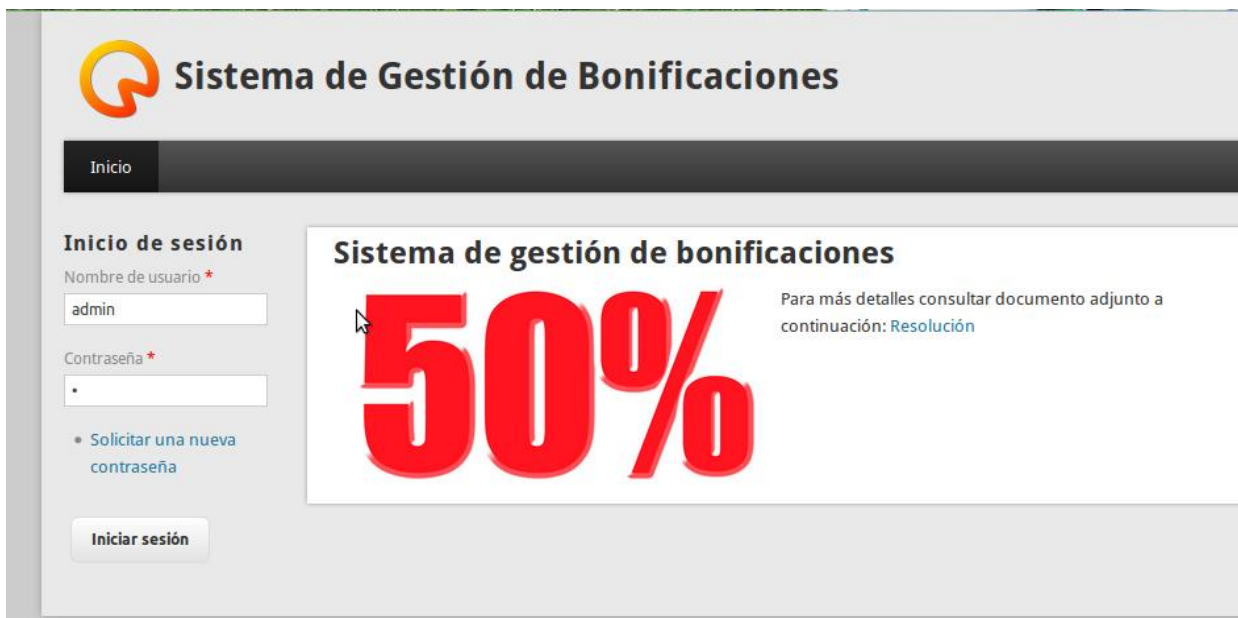 Sistema de Gestión de Bonificaciones
Inicio
Inicio de sesión
Nombre de usuario *
admin
Contraseña *
•
Solicitar una nueva
contraseña
Iniciar sesión
Sistema de gestión de bonificaciones
50%
Para más detalles consultar documento adjunto a
continuación: Resolución